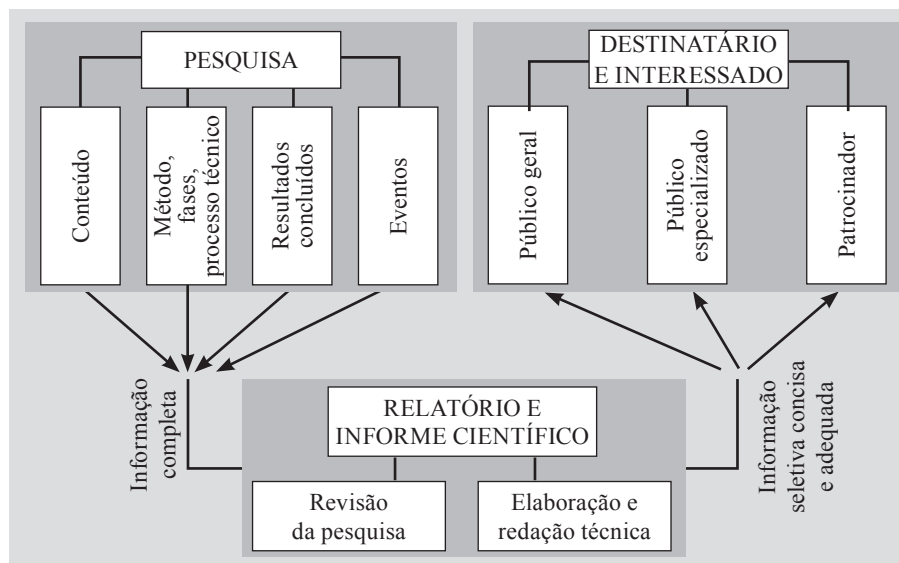 PESQUISA
Conteúdo
Método,
fases,
processo técnico
Resultados
concluídos
Eventos
DESTINATÁRIO
E INTERESSADO
Público geral
Público
especializado
Patrocinador
Informação
completa
RELATÓRIO E
INFORME CIENTÍFICO
Revisão
da pesquisa
Elaboração e
redação técnica
Informação
seletiva concisa
e adequada